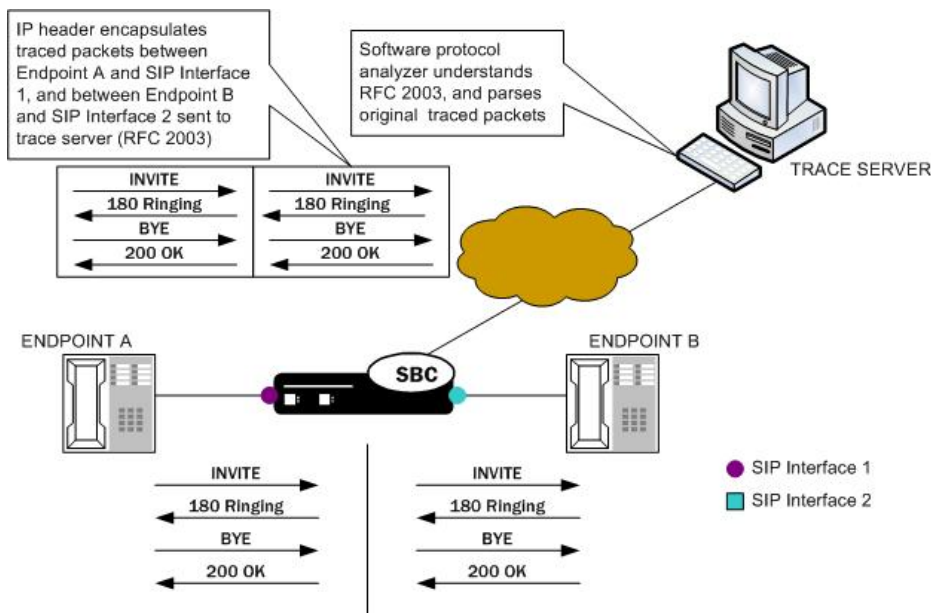 IP header encapsulates
traced packets between
Endpoint A and SIP Interface
1, and between Endpoint B
and SIP Interface 2 sent to
trace server (RFC 2003)
Software protocol
analyzer understands
RFC 2003, and parses
original traced packets
TRACE SERVER
INVITE
180 Ringing
BYE
200 OK
INVITE
180 Ringing
BYE
200 OK
ENDPOINT A
SBC
ENDPOINT B
INVITE
180 Ringing
BYE
200 OK
INVITE
180 Ringing
BYE
200 OK
SIP Interface 1
SIP Interface 2